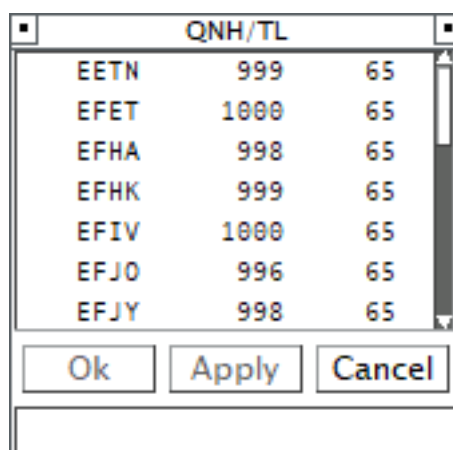 QNH/TL
EETN 999 65
EFET 1000 65
EFHA 998 65
EFHK 999 65
EFIV 1000 65
EFJO 996 65
EFJY 998 65
Ok Apply Cancel